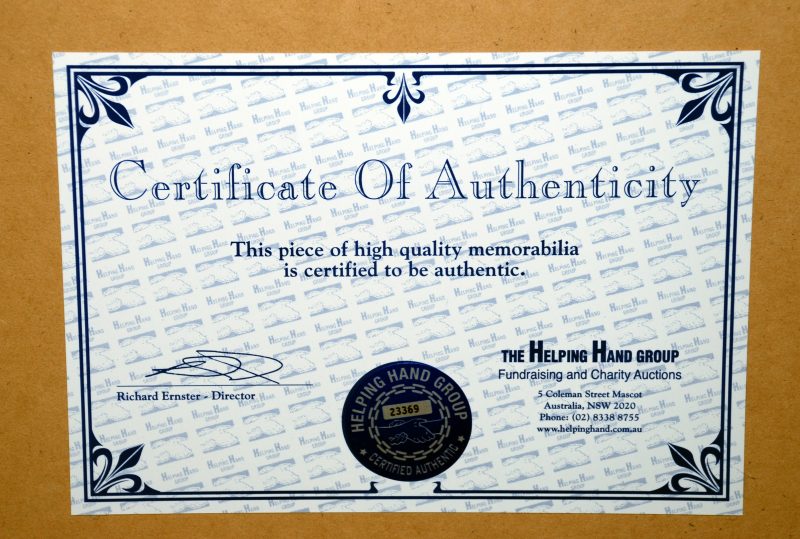 Certificate Of Authenticity
This piece of high quality memorabilia
is certified to be authentic.
Richard Ernster - Director
HELPING HAND GROUP
23369
CERTIFIED AUTHENTIC
THE HELPING HAND GROUP
Fundraising and Charity Auctions
5 Coleman Street Mascot
Australia, NSW 2020
Phone: (02) 8338 8755
www.helpinghand.com.au